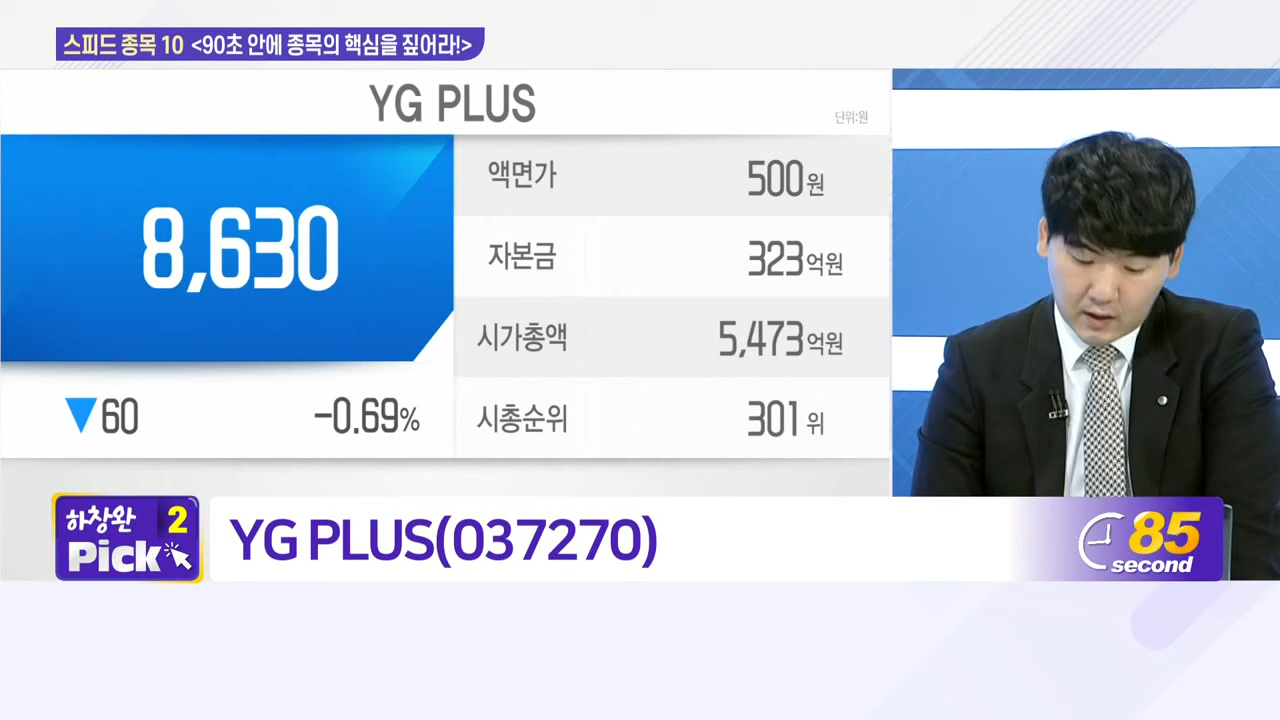 스피드 종목 10 <90초 안에 종목의 핵심을 짚어라!>
YG PLUS
단위:원
8,630
▼60 -0.69%
액면가 500원
자본금 323억원
시가총액 5,473억원
시총순위 301위
하창완 2
Pick
YG PLUS(037270)
85
second